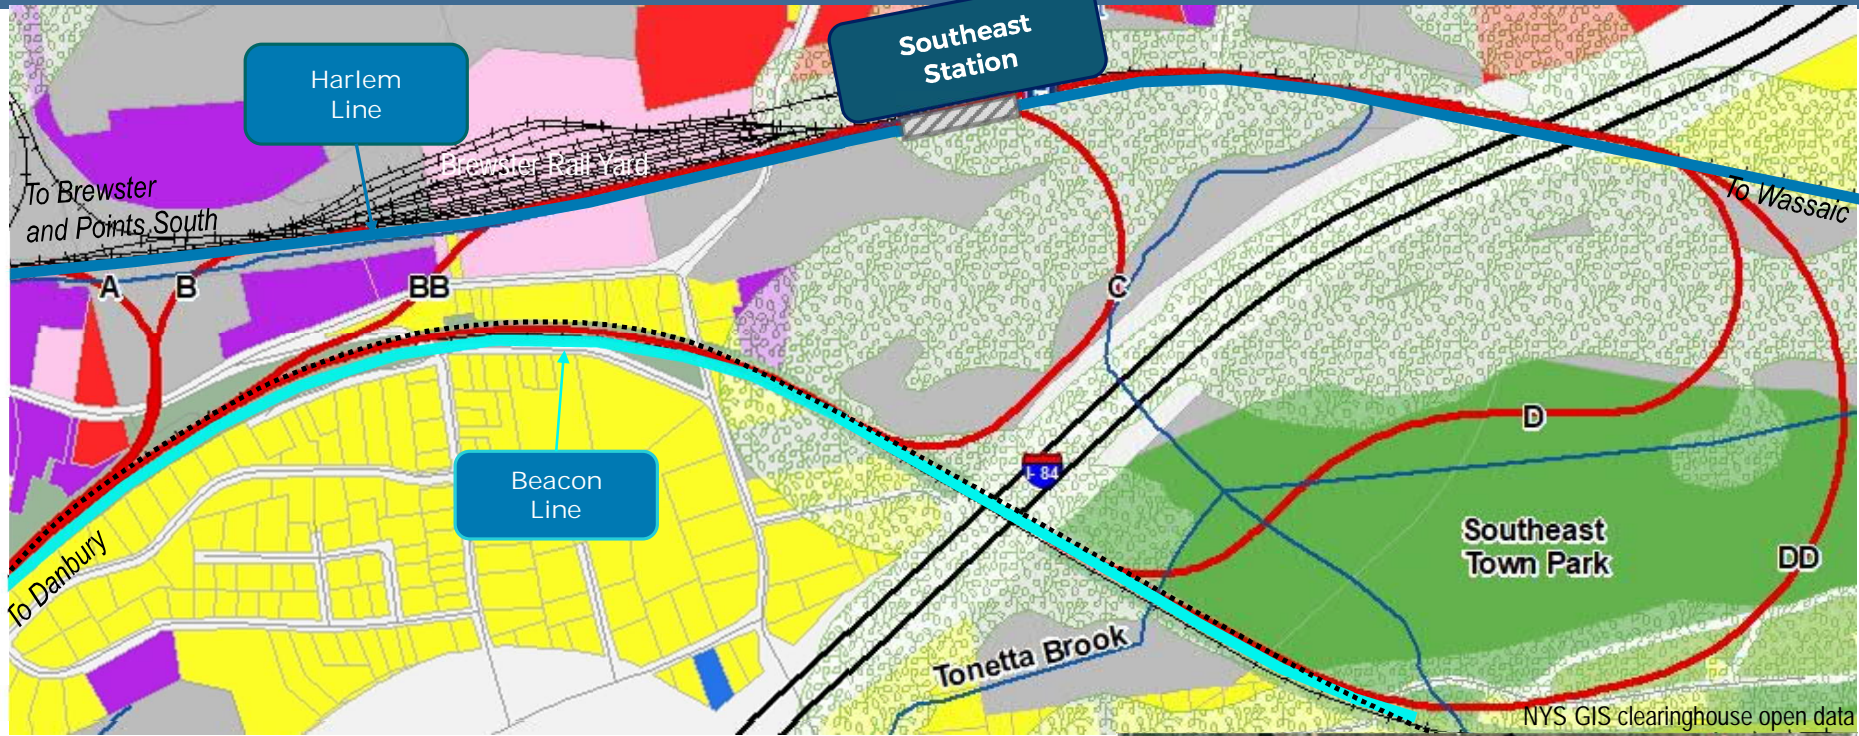 Southeast
Station
Harlem
Line
Brewster Rail Yard
To Brewster
and Points South
To Wassaic
A
B
BB
C
D
I- 84
Beacon
Line
Southeast
Town Park
DD
To Danbury
Tonetta Brook
NYS GIS clearinghouse open data